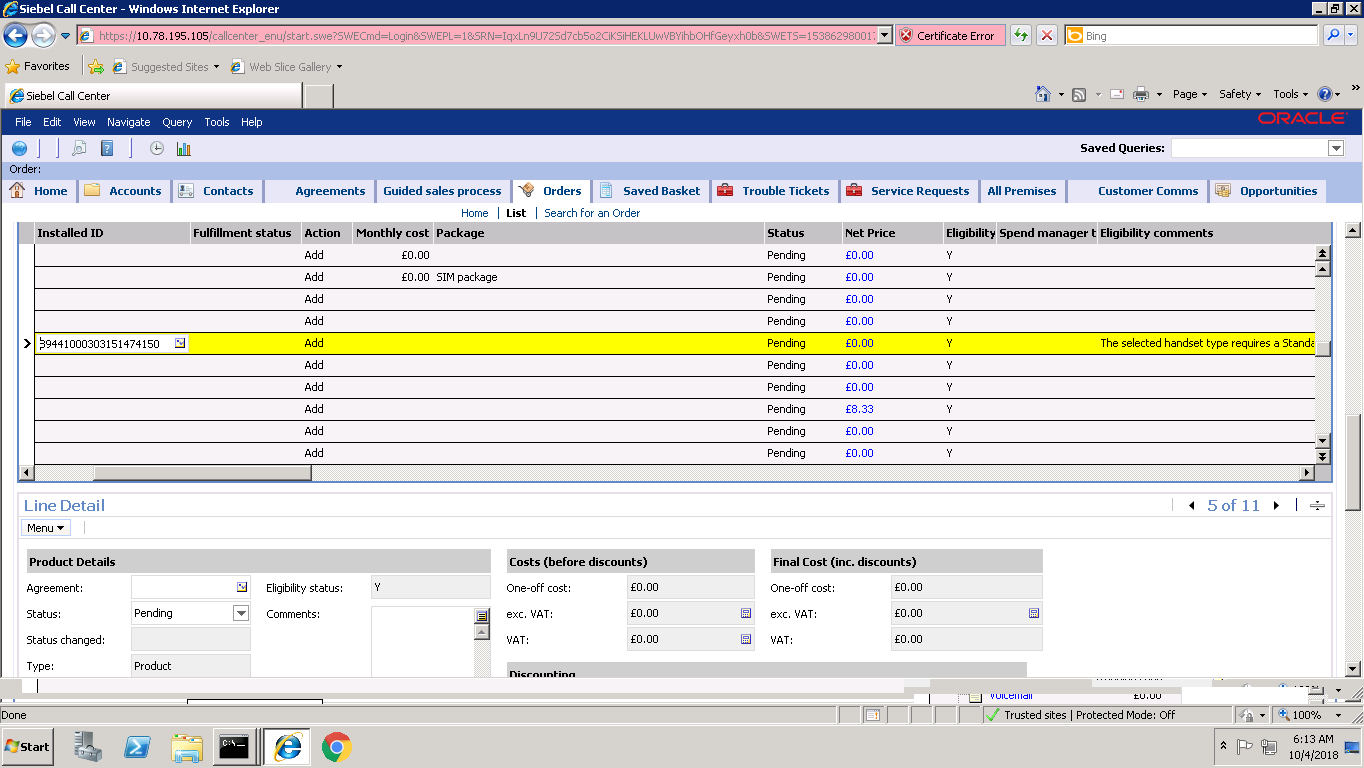 Siebel Call Center - Windows Internet Explorer
https://10.78.195.105/callcenter_enu/start.swe?SWECmd=Login&SWEPL=1&SRN=IqxLn9U72Sd7cb5o2CiKSiHEKLUwVBYihbOHfGeyxh0b&SWETS=153862980017 Certificate Error Bing
Favorites Suggested Sites Web Slice Gallery
Siebel Call Center Page Safety Tools
File Edit View Navigate Query Tools Help ORACLE
Saved Queries:
Order:
Home Accounts Contacts Agreements Guided sales process Orders Saved Basket Trouble Tickets Service Requests All Premises Customer Comms Opportunities
Home List Search for an Order
Installed ID Fulfillment status Action Monthly cost Package Status Net Price Eligibility Spend manager t Eligibility comments
Add £0.00 Pending £0.00 Y
Add £0.00 SIM package Pending £0.00 Y
Add Pending £0.00 Y
Add Pending £0.00 Y
39441000303151474150 Add Pending £0.00 Y The selected handset type requires a Standa
Add Pending £0.00 Y
Add Pending £0.00 Y
Add Pending £8.33 Y
Add Pending £0.00 Y
Add Pending £0.00 Y
Line Detail 5 of 11
Menu
Product Details Costs (before discounts) Final Cost (inc. discounts)
Agreement: Eligibility status: Y One-off cost: £0.00 One-off cost: £0.00
Status: Pending Comments: exc. VAT: £0.00 exc. VAT: £0.00
Status changed: VAT: £0.00 VAT: £0.00
Type: Product Discounting
Voicemail £0.00
Done Trusted sites | Protected Mode: Off 100%
Start 6:13 AM
10/4/2018